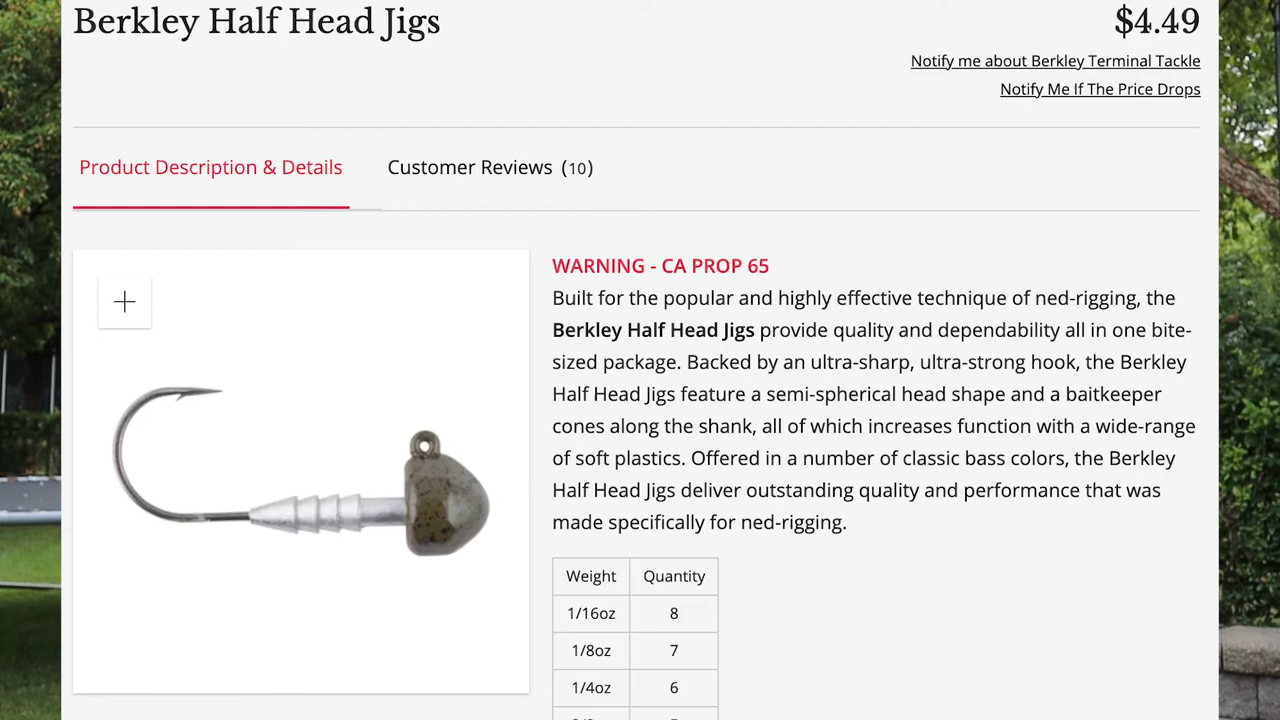 Berkley Half Head Jigs
$4.49
Notify me about Berkley Terminal Tackle
Notify Me If The Price Drops
Product Description & Details
Customer Reviews (10)
WARNING - CA PROP 65
Built for the popular and highly effective technique of ned-rigging, the
Berkley Half Head Jigs provide quality and dependability all in one bite-
sized package. Backed by an ultra-sharp, ultra-strong hook, the Berkley
Half Head Jigs feature a semi-spherical head shape and a baitkeeper
cones along the shank, all of which increases function with a wide-range
of soft plastics. Offered in a number of classic bass colors, the Berkley
Half Head Jigs deliver outstanding quality and performance that was
made specifically for ned-rigging.
Weight Quantity
1/16oz 8
1/8oz 7
1/4oz 6